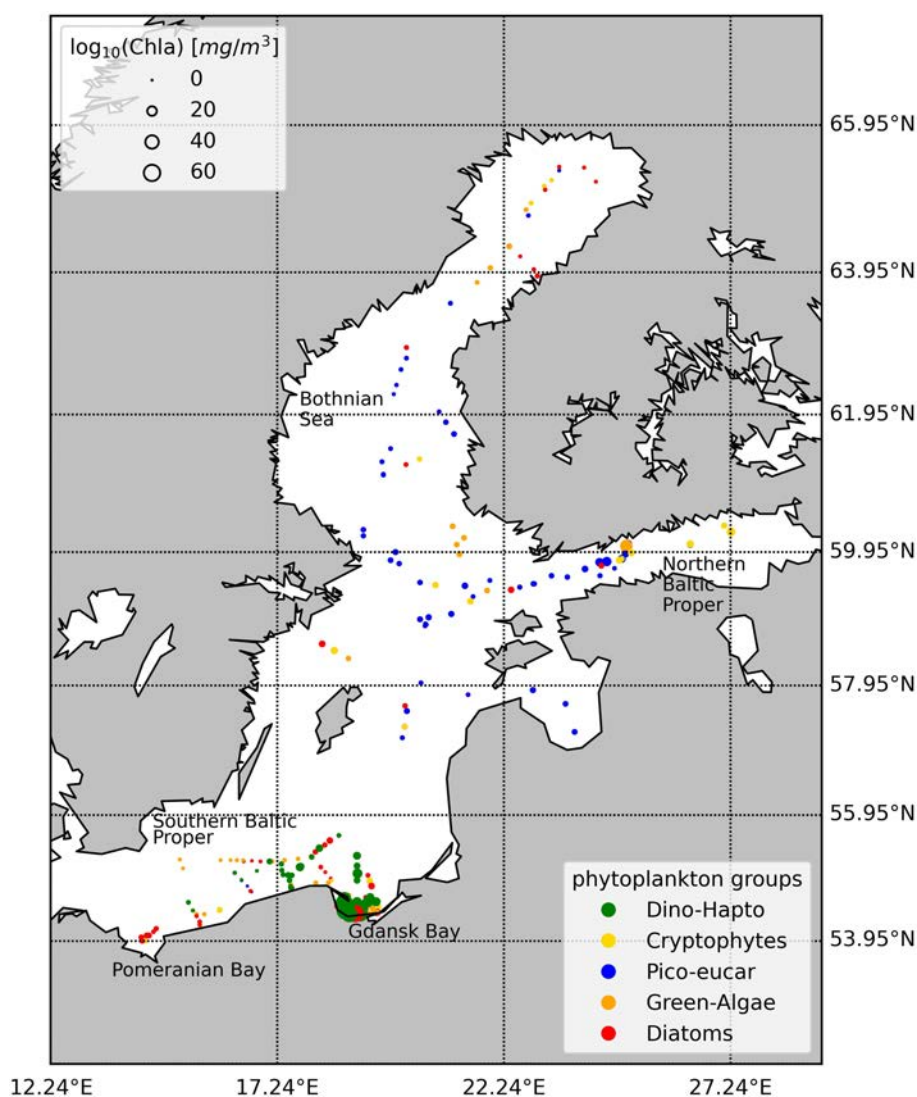 log₁₀(Chla) [mg/m³]
0
20
40
60
65.95°N
63.95°N
Bothnian
Sea
61.95°N
59.95°N
Northern
Baltic
Proper
57.95°N
55.95°N
Southern Baltic
Proper
phytoplankton groups
Dino-Hapto
Cryptophytes
Pico-eucar
Green-Algae
Diatoms
Gdansk Bay
53.95°N
Pomeranian Bay
12.24°E 17.24°E 22.24°E 27.24°E